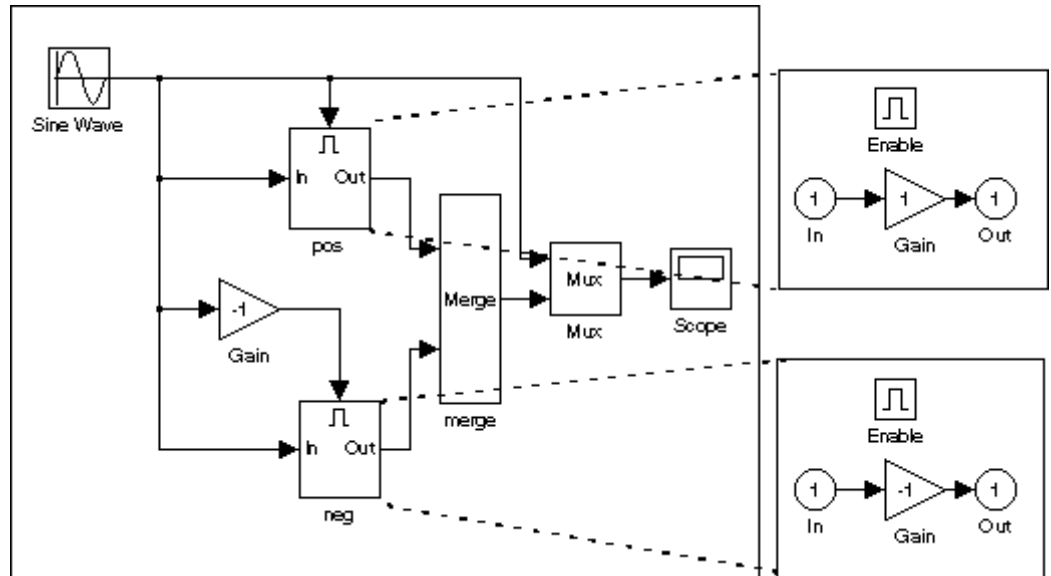 Sine Wave
In Out
pos
-1
Gain
In Out
neg
Merge
merge
Mux
Mux
Scope
Enable
1 1 1
In Gain Out
Enable
1 -1 1
In Gain Out